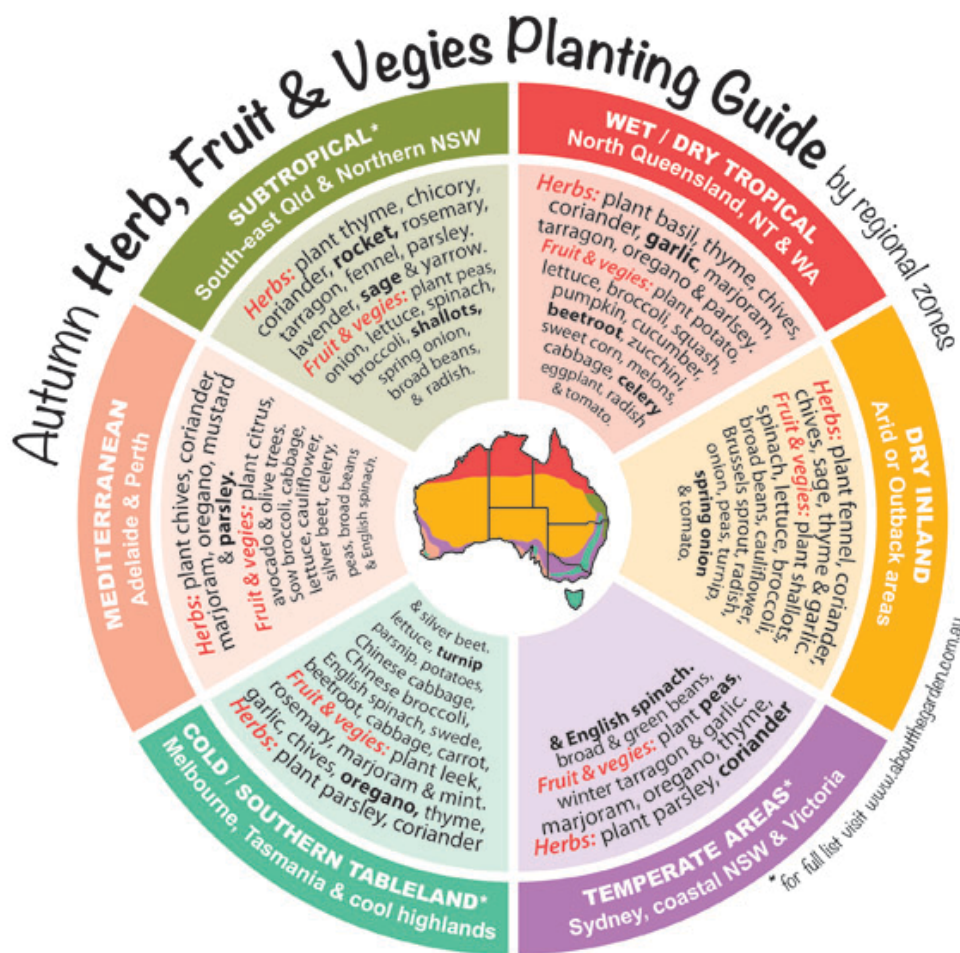 Autumn Herb, Fruit & Vegies Planting Guide by regional zones
SUBTROPICAL*
South-east Qld & Northern NSW
Herbs: plant thyme, chicory,
coriander, rocket, rosemary,
tarragon, fennel, parsley.
lavender, sage & yarrow.
Fruit & vegies: plant peas,
onion, lettuce, spinach,
broccoli, shallots,
spring onion,
broad beans,
& radish.
WET / DRY TROPICAL
North Queensland, NT & WA
Herbs: plant basil, thyme, chives,
coriander, garlic, marjoram,
tarragon, oregano & parlsey.
Fruit & vegies: plant potato,
lettuce, broccoli, squash,
pumpkin, cucumber,
beetroot, zucchini,
sweet corn, melons,
cabbage, celery
eggplant, radish
& tomato.
DRY INLAND
Arid or Outback areas
Herbs: plant fennel, coriander,
chives, sage, thyme & garlic.
Fruit & vegies: plant shallots,
spinach, lettuce, broccoli,
broad beans, cauliflower,
Brussels sprout, radish,
onion, peas, turnip,
spring onion
& tomato.
TEMPERATE AREAS*
Sydney, coastal NSW & Victoria
Herbs: plant parsley, coriander
marjoram, oregano, thyme,
winter tarragon & garlic.
Fruit & vegies: plant peas,
broad & green beans,
& English spinach.
COLD / SOUTHERN TABLELAND*
Melbourne, Tasmania & cool highlands
Herbs: plant parsley, coriander
garlic, chives, oregano, thyme,
rosemary, marjoram & mint.
Fruit & vegies: plant leek,
beetroot, cabbage, carrot,
English spinach, swede,
Chinese broccoli,
Chinese cabbage,
parsnip, potatoes,
lettuce, turnip
& silver beet.
MEDITERRANEAN
Adelaide & Perth
Herbs: plant chives, coriander
marjoram, oregano, mustard
& parsley.
Fruit & vegies: plant citrus,
avocado & olive trees.
Sow broccoli, cabbage,
lettuce, cauliflower,
silver beet, celery,
peas, broad beans
& English spinach.
* for full list visit www.aboutthegarden.com.au